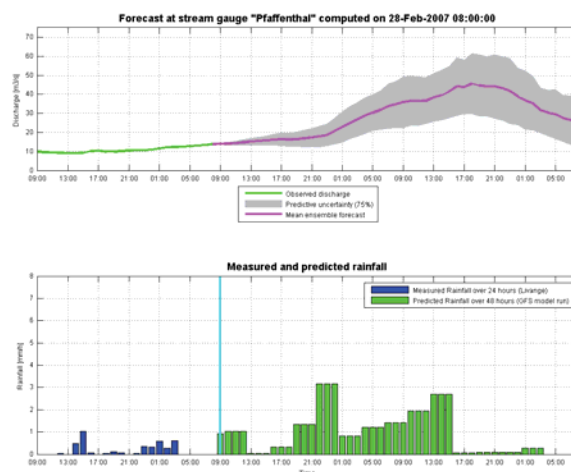 Forecast at stream gauge "Pfaffenthal" computed on 28-Feb-2007 08:00:00
70
60
50
40
30
20
10
0
Discharge [m3/s]
09:00 13:00 17:00 21:00 01:00 05:00 09:00 13:00 17:00 21:00 01:00 05:00 09:00 13:00 17:00 21:00 01:00 05:00
Observed discharge
Predictive uncertainty (75%)
Mean ensemble forecast
Measured and predicted rainfall
8
7
6
5
4
3
2
1
0
Rainfall [mm/h]
Measured Rainfall over 24 hours (Livange)
Predicted Rainfall over 48 hours (GFS model run)
09:00 13:00 17:00 21:00 01:00 05:00 09:00 13:00 17:00 21:00 01:00 05:00 09:00 13:00 17:00 21:00 01:00 05:00